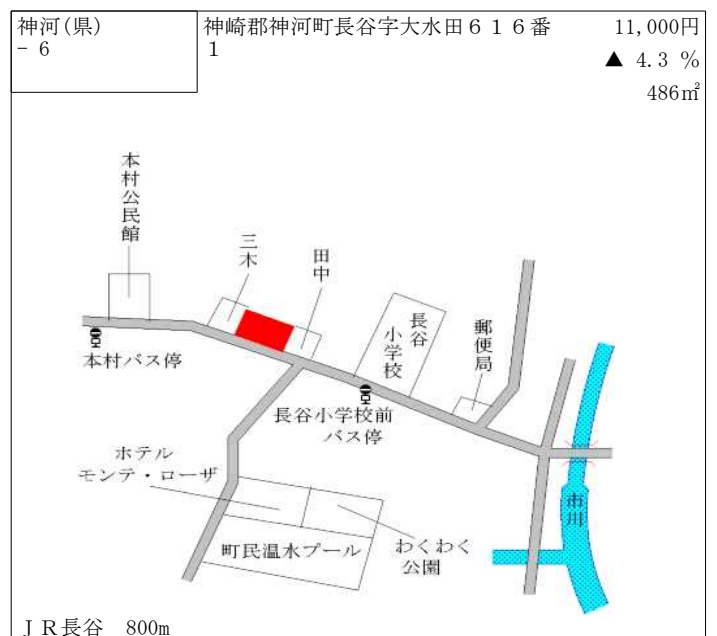 神河(県)
－ 6
神崎郡神河町長谷字大水田６１６番
１
11,000円
▲ 4.3 %
486㎡
本村公民館
三木
田中
長谷
小学校
郵便局
本村バス停
長谷小学校前
バス停
ホテル
モンテ・ローザ
町民温水プール
わくわく
公園
市川
ＪＲ長谷　800m